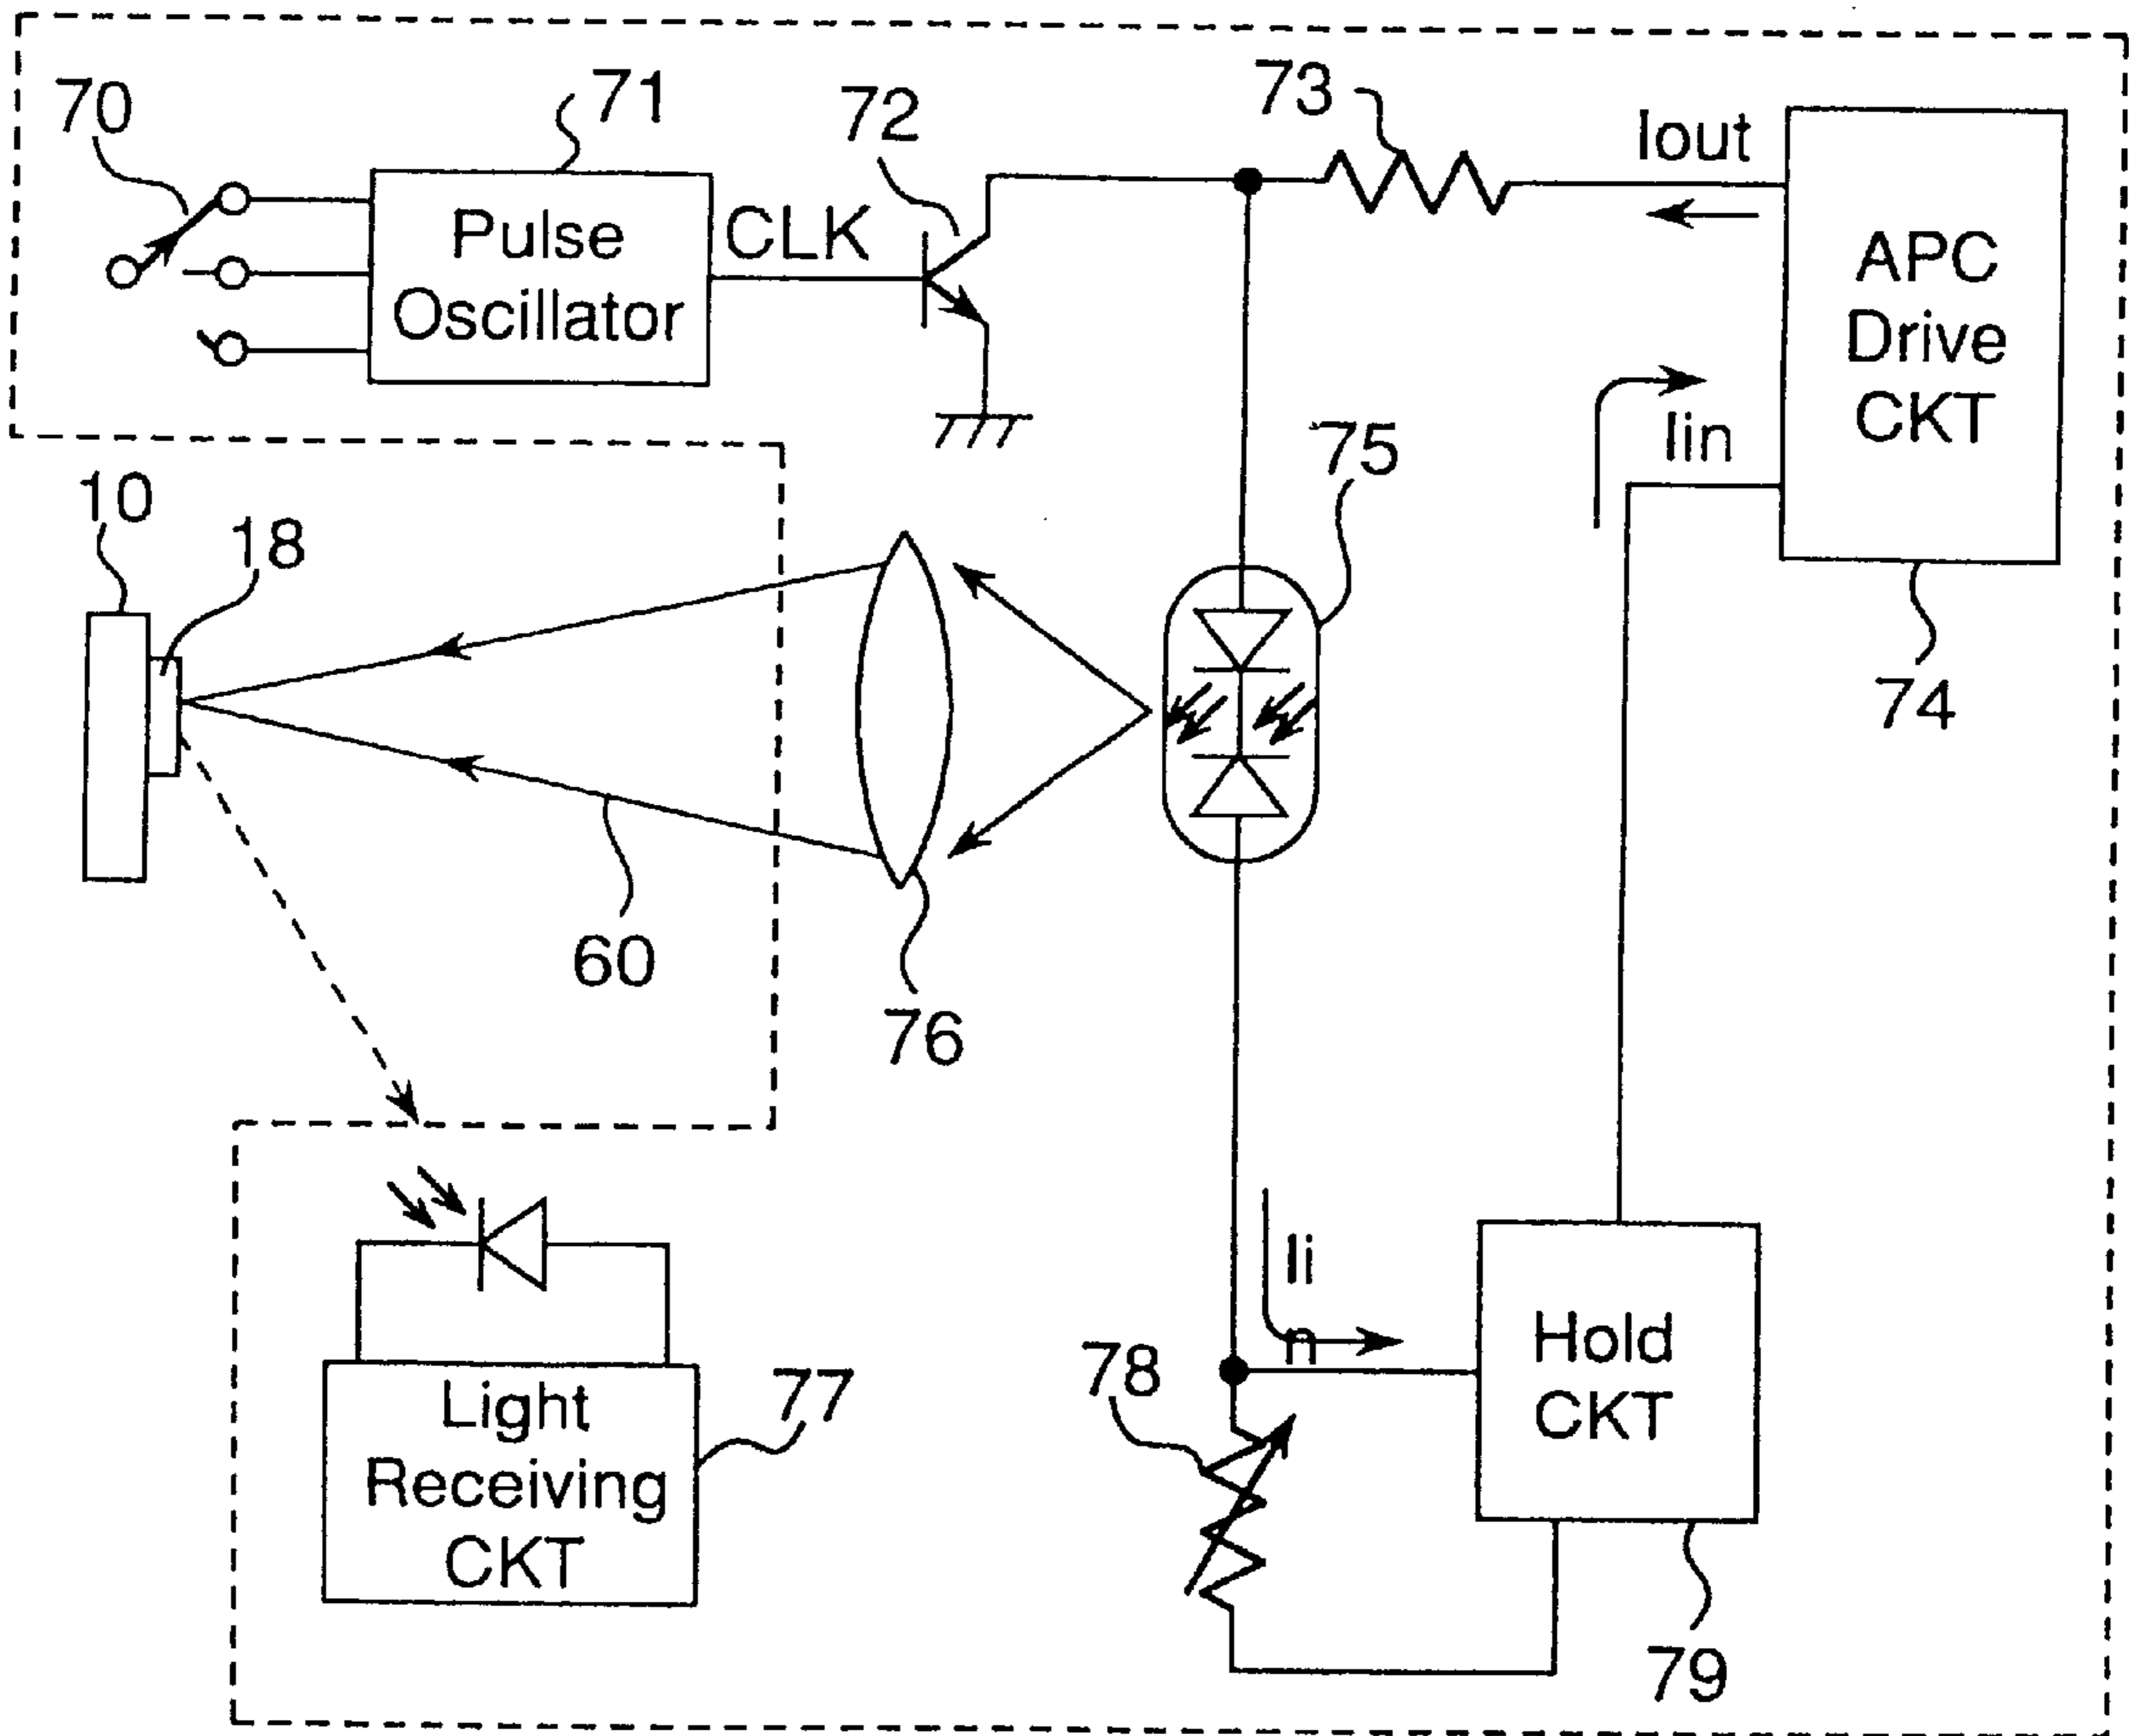 70
71
72
73
Iout
Pulse
Oscillator
CLK
APC
Drive
CKT
Iin
74
75
10
18
60
76
Ii
n
Hold
CKT
78
79
Light
Receiving
CKT
77